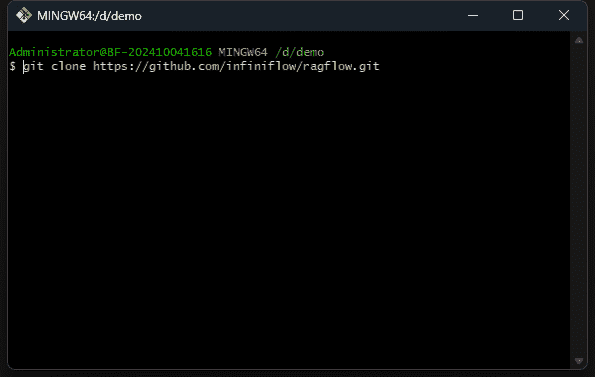 MINGW64:/d/demo
Administrator@BF-202410041616 MINGW64 /d/demo
$ git clone https://github.com/infiniflow/ragflow.git